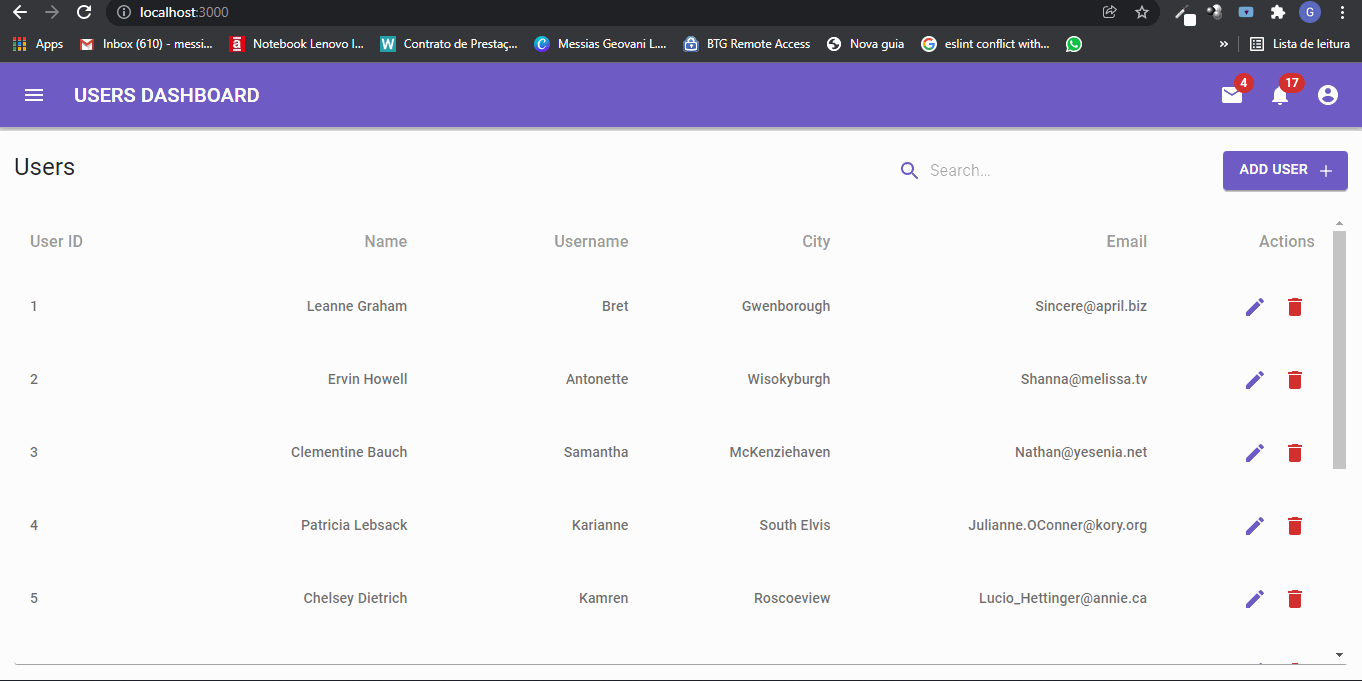 localhost:3000
G
Apps
Inbox (610) - messi...
Notebook Lenovo I...
Contrato de Prestaç...
Messias Geovani L...
BTG Remote Access
Nova guia
eslint conflict with...
»
Lista de leitura
USERS DASHBOARD
4
17
Users
Search...
ADD USER +
User ID Name Username City Email Actions
1 Leanne Graham Bret Gwenborough Sincere@april.biz
2 Ervin Howell Antonette Wisokyburgh Shanna@melissa.tv
3 Clementine Bauch Samantha McKenziehaven Nathan@yesenia.net
4 Patricia Lebsack Karianne South Elvis Julianne.OConner@kory.org
5 Chelsey Dietrich Kamren Roscoeview Lucio_Hettinger@annie.ca